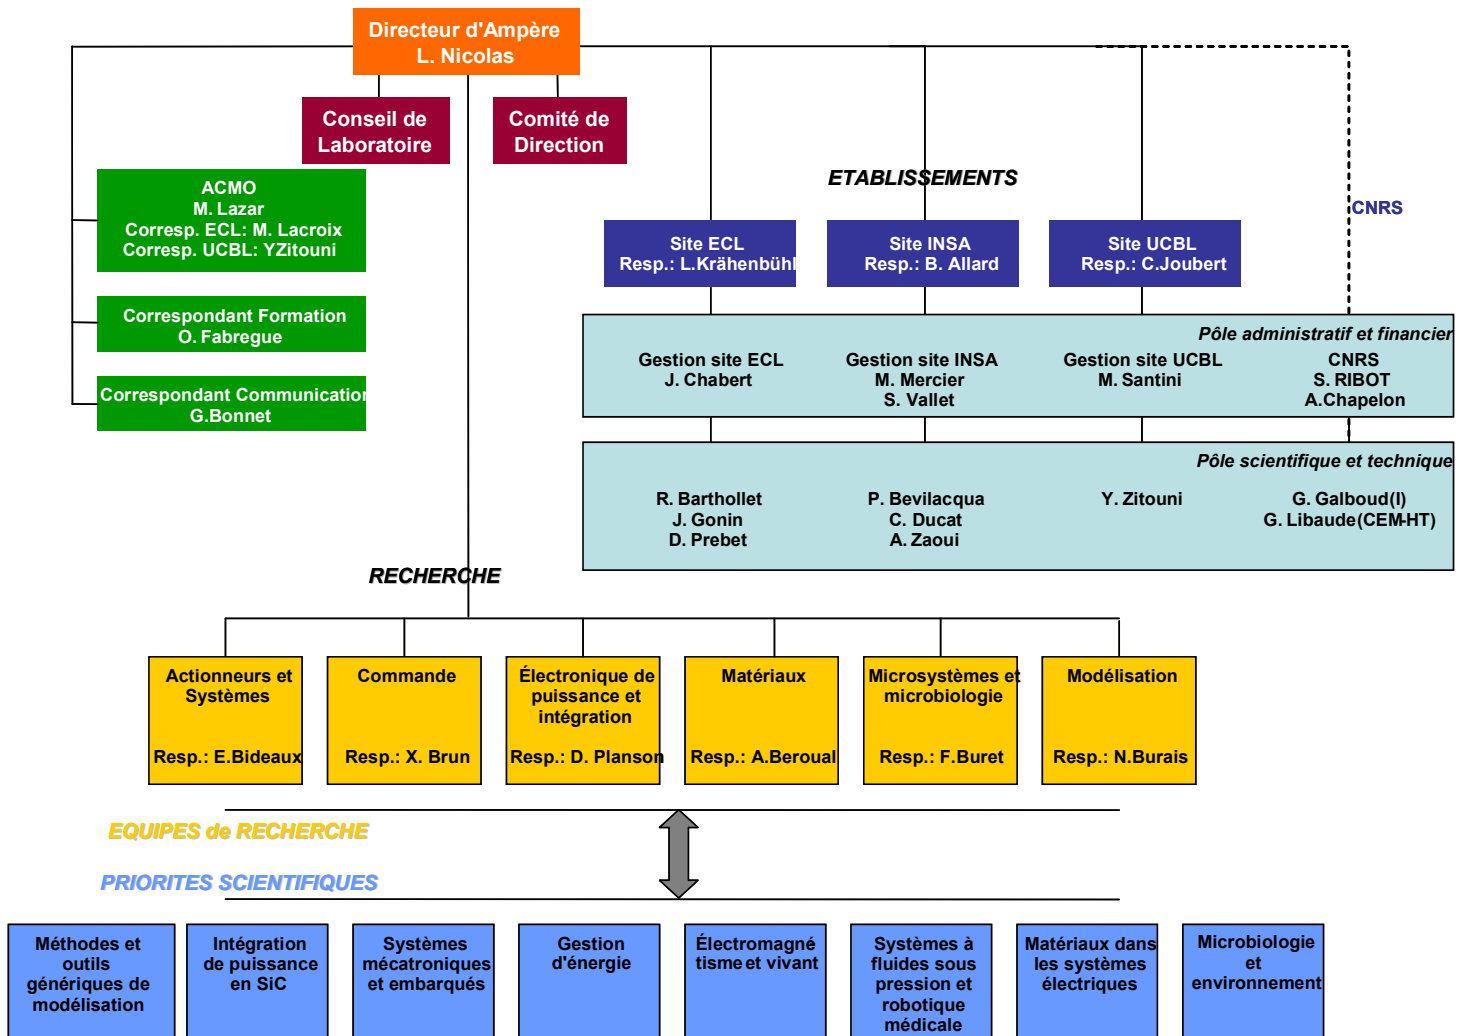 Directeur d'Ampère
L. Nicolas
Conseil de
Laboratoire
Comité de
Direction
ACMO
M. Lazar
Corresp. ECL: M. Lacroix
Corresp. UCBL: YZitouni
Correspondant Formation
O. Fabregue
Correspondant Communication
G.Bonnet
ETABLISSEMENTS
CNRS
Site ECL
Resp.: L.Krähenbühl
Site INSA
Resp.: B. Allard
Site UCBL
Resp.: C.Joubert
Pôle administratif et financier
Gestion site ECL
J. Chabert
Gestion site INSA
M. Mercier
S. Vallet
Gestion site UCBL
M. Santini
CNRS
S. RIBOT
A.Chapelon
Pôle scientifique et technique
R. Barthollet
J. Gonin
D. Prebet
P. Bevilacqua
C. Ducat
A. Zaoui
Y. Zitouni
G. Galboud(I)
G. Libaude(CEM-HT)
RECHERCHE
Actionneurs et
Systèmes
Resp.: E.Bideaux
Commande
Resp.: X. Brun
Électronique de
puissance et
intégration
Resp.: D. Planson
Matériaux
Resp.: A.Beroual
Microsystèmes et
microbiologie
Resp.: F.Buret
Modélisation
Resp.: N.Burais
EQUIPES de RECHERCHE
PRIORITES SCIENTIFIQUES
Méthodes et
outils
génériques de
modélisation
Intégration
de puissance
en SiC
Systèmes
mécatroniques
et embarqués
Gestion
d'énergie
Électromagné
tisme et vivant
Systèmes à
fluides sous
pression et
robotique
médicale
Matériaux dans
les systèmes
électriques
Microbiologie
et
environnement